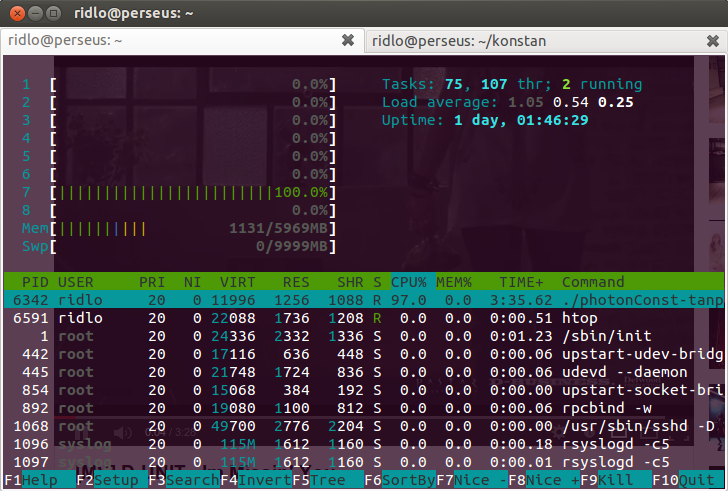 ridlo@perseus: ~
ridlo@perseus: ~ ridlo@perseus: ~/konstan
1 [ 0.0%] Tasks: 75, 107 thr; 2 running
2 [ 0.0%] Load average: 1.05 0.54 0.25
3 [ 0.0%] Uptime: 1 day, 01:46:29
4 [ 0.0%]
5 [ 0.0%]
6 [ 0.0%]
7 [||||||||||||||||||||||||100.0%]
8 [ 0.0%]
Mem[|||||||||| 1131/5969MB]
Swp[ 0/9999MB]
PID USER PRI NI VIRT RES SHR S CPU% MEM% TIME+ Command
6342 ridlo 20 0 11996 1256 1088 R 97.0 0.0 3:35.62 ./photonConst-tanp
6591 ridlo 20 0 22088 1736 1208 R 0.0 0.0 0:00.51 htop
1 root 20 0 24336 2332 1336 S 0.0 0.0 0:01.23 /sbin/init
442 root 20 0 17116 636 448 S 0.0 0.0 0:00.06 upstart-udev-bridg
445 root 20 0 21748 1724 836 S 0.0 0.0 0:00.06 udevd --daemon
854 root 20 0 15068 384 192 S 0.0 0.0 0:00.00 upstart-socket-bri
892 root 20 0 19080 1100 812 S 0.0 0.0 0:00.06 rpcbind -w
1068 root 20 0 49700 2776 2204 S 0.0 0.0 0:00.00 /usr/sbin/sshd -D
1096 syslog 20 0 115M 1612 1160 S 0.0 0.0 0:00.18 rsyslogd -c5
1097 syslog 20 0 115M 1612 1160 S 0.0 0.0 0:00.01 rsyslogd -c5
F1Help F2Setup F3SearchF4InvertF5Tree F6SortByF7Nice -F8Nice +F9Kill F10Quit